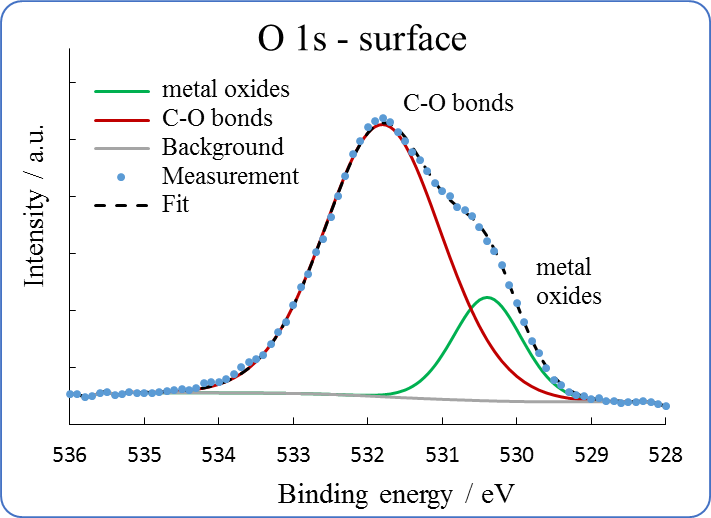 O 1s - surface
metal oxides
C-O bonds
Background
Measurement
Fit
C-O bonds
metal
oxides
Intensity / a.u.
536 535 534 533 532 531 530 529 528
Binding energy / eV